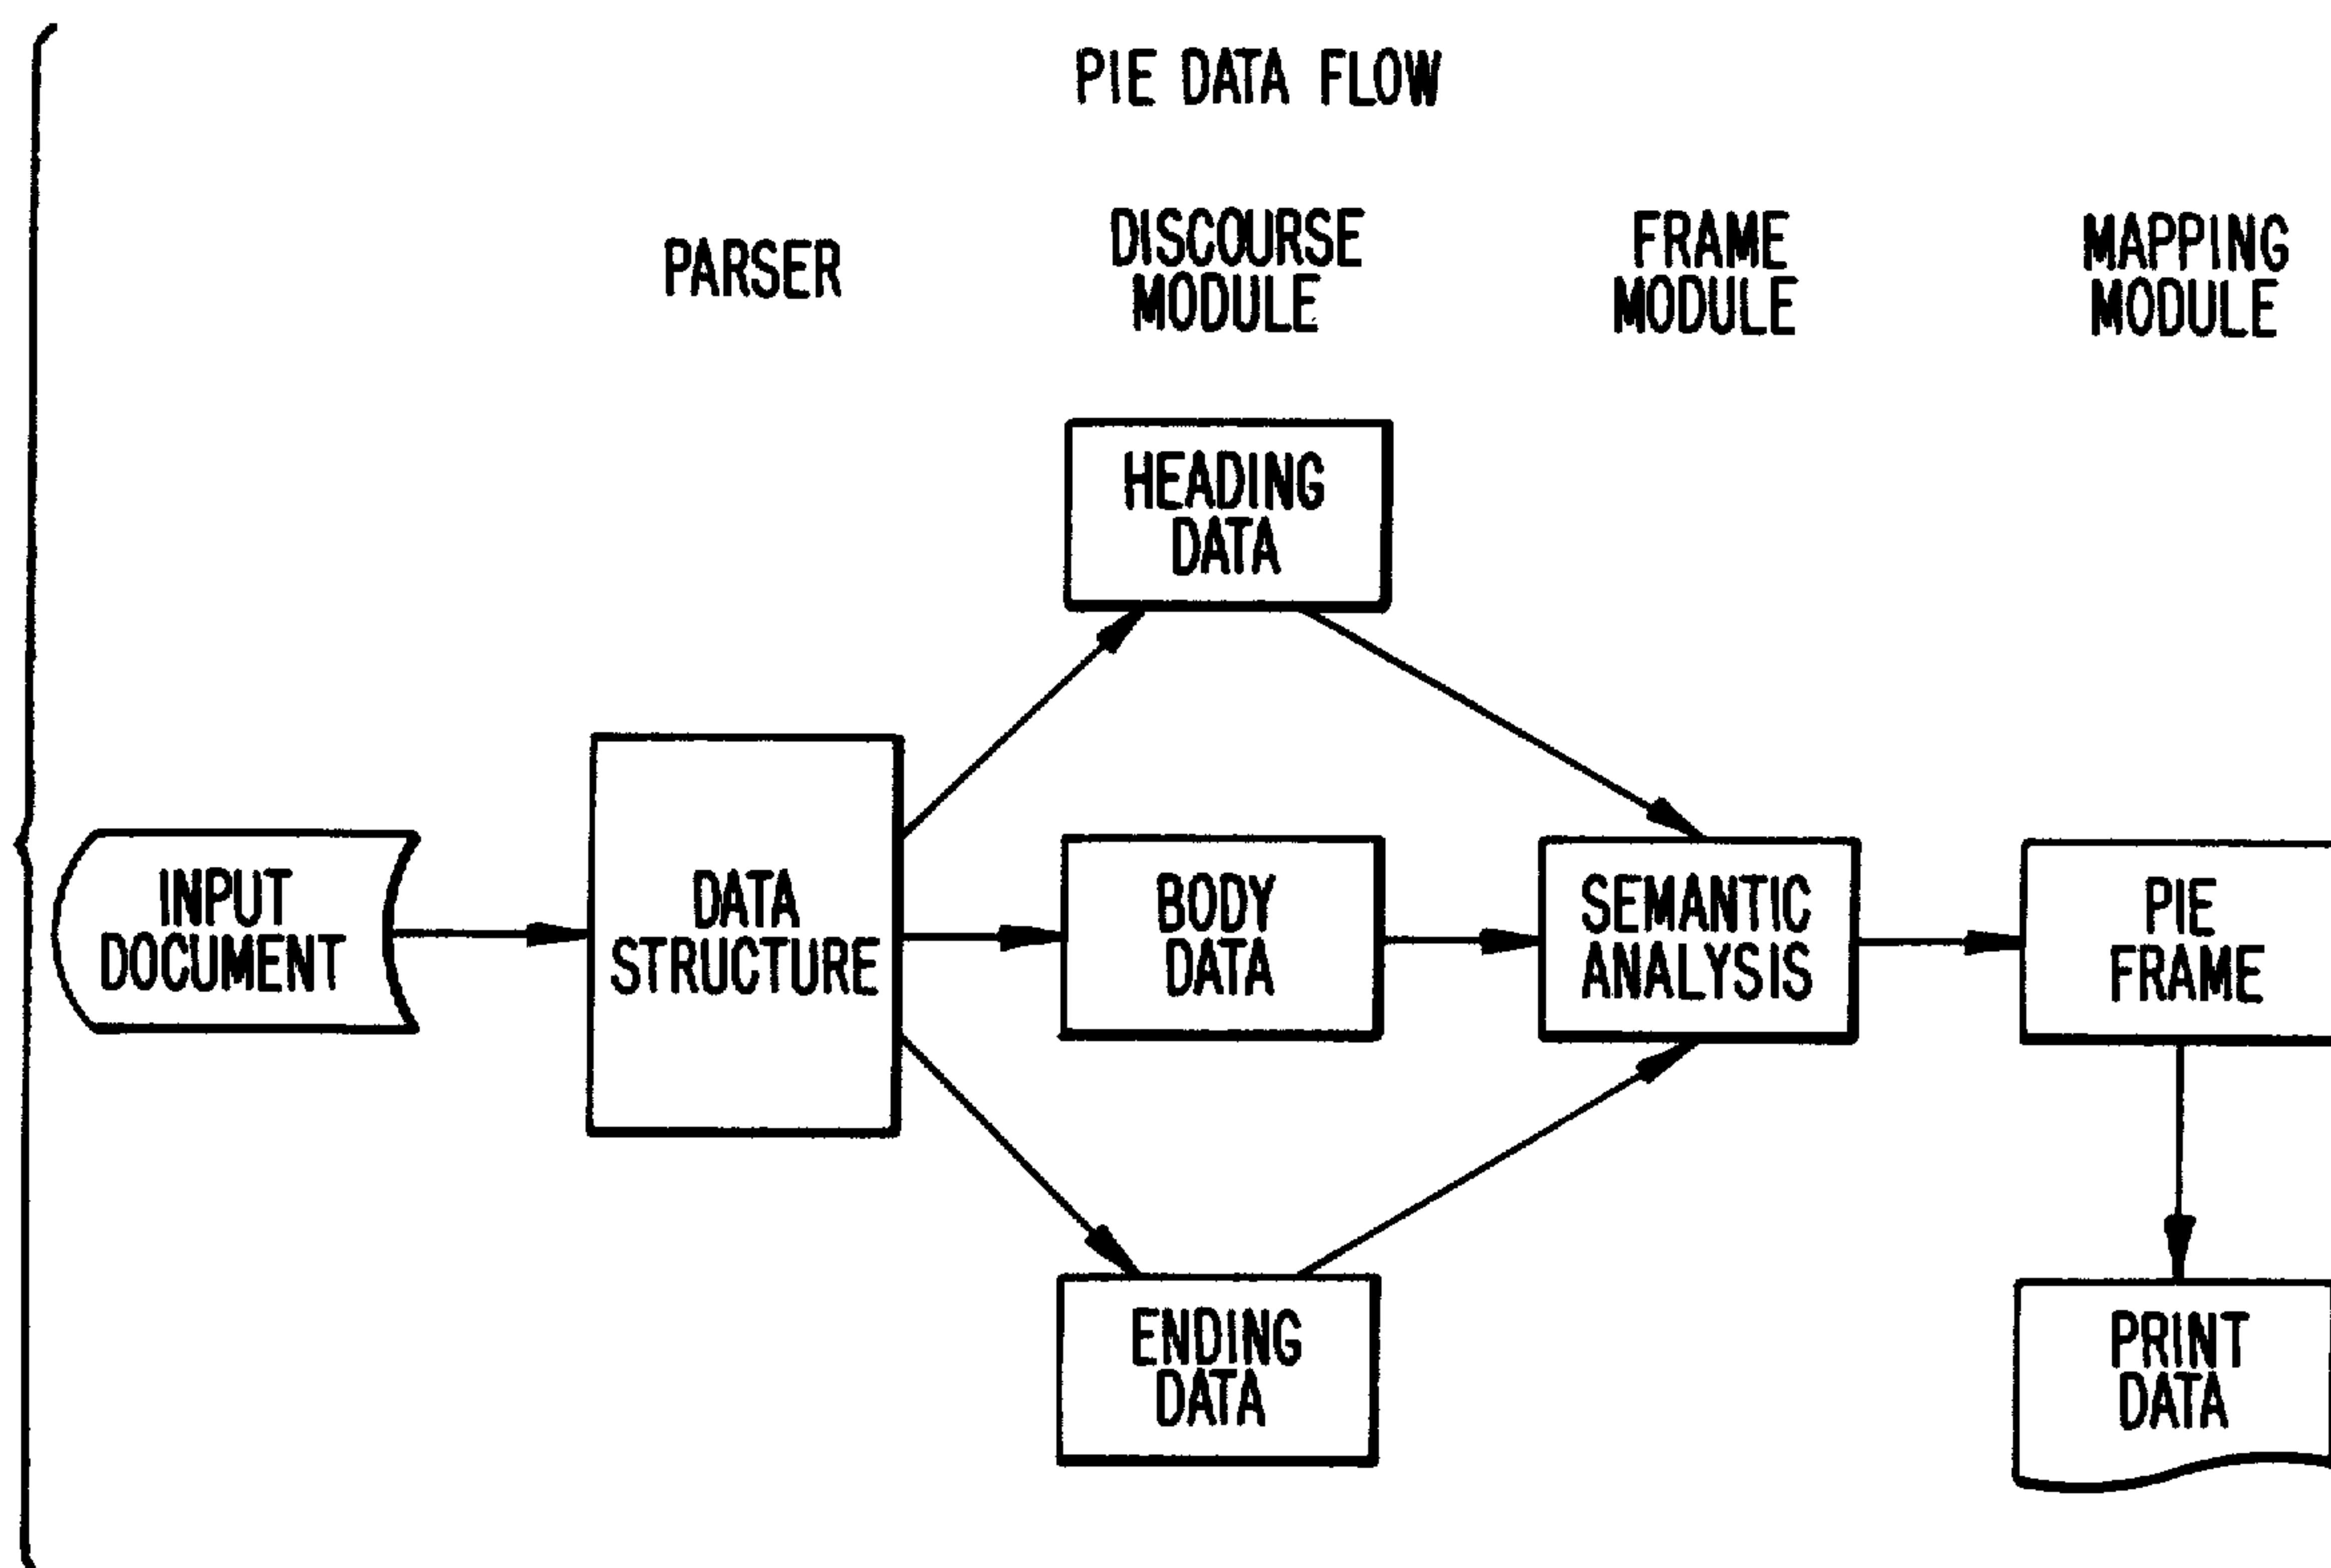 PIE DATA FLOW
PARSER
DISCOURSE
MODULE
FRAME
MODULE
MAPPING
MODULE
HEADING
DATA
INPUT
DOCUMENT
DATA
STRUCTURE
BODY
DATA
SEMANTIC
ANALYSIS
PIE
FRAME
ENDING
DATA
PRINT
DATA